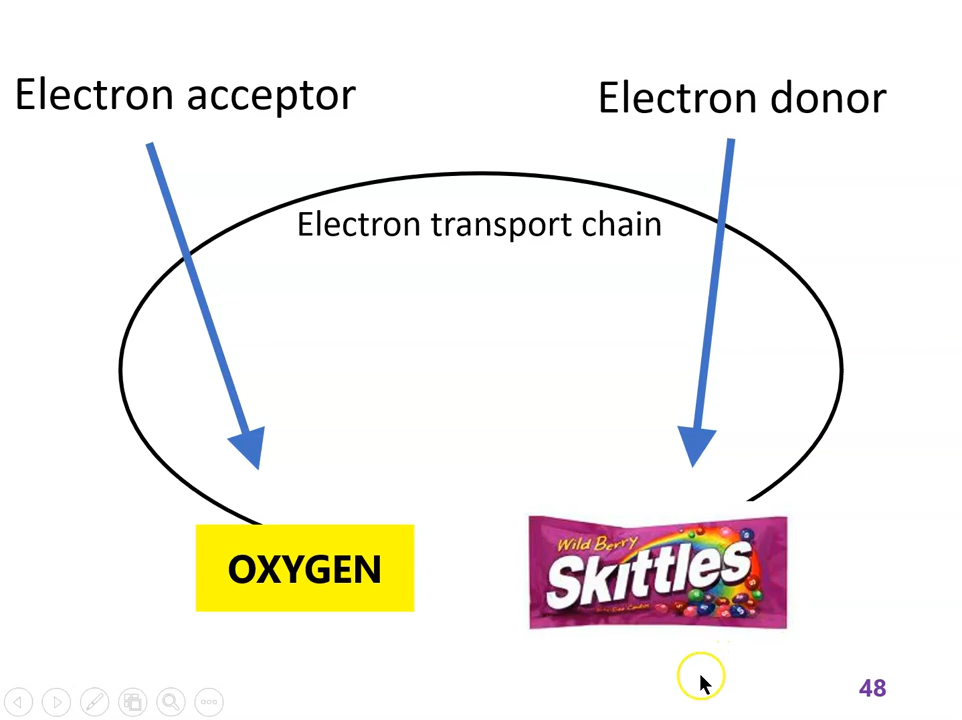 Electron acceptor
Electron donor
Electron transport chain
OXYGEN
Wild Berry
Skittles
48